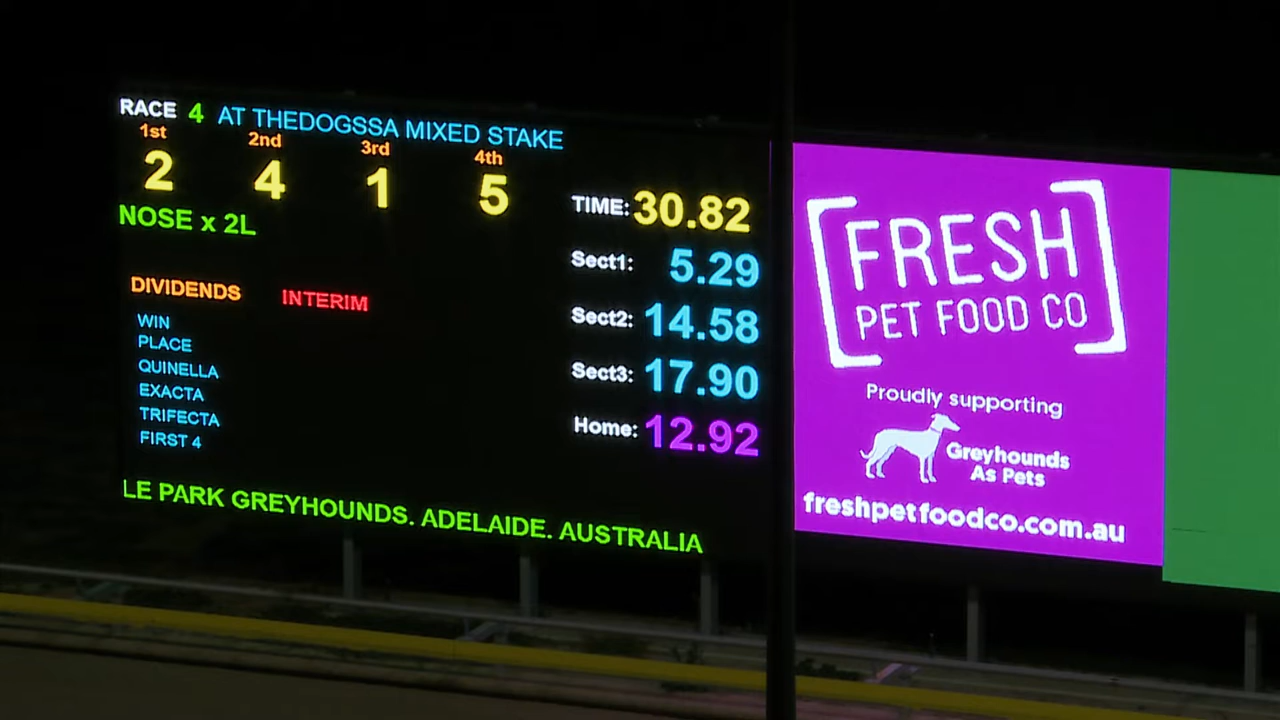 RACE 4 AT THEDOGSSA MIXED STAKE
1st 2nd 3rd 4th
2 4 1 5
NOSE x 2L
TIME: 30.82
Sect1: 5.29
Sect2: 14.58
Sect3: 17.90
Home: 12.92
DIVIDENDS INTERIM
WIN
PLACE
QUINELLA
EXACTA
TRIFECTA
FIRST 4
LE PARK GREYHOUNDS. ADELAIDE. AUSTRALIA
FRESH
PET FOOD CO
Proudly supporting
Greyhounds
As Pets
freshpetfoodco.com.au